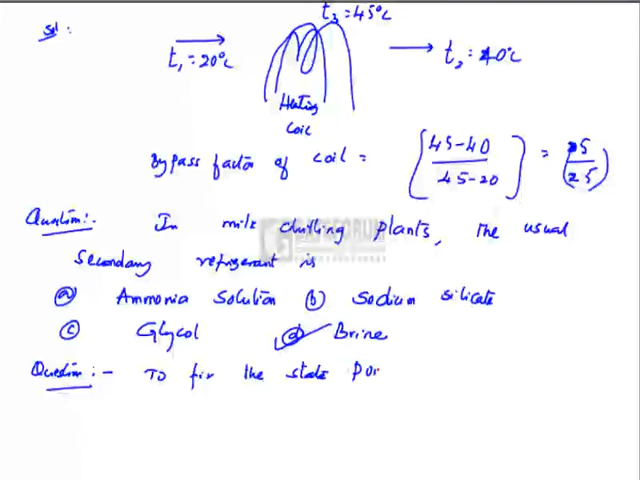 Sol :
t₃ = 45°C
t₁ = 20°C
t₂ = 40°C
Heating
Coil
Bypass factor of coil = [45-40 / 45-20] = (5 / 25)
Question:- In milk chilling plants, the usual
Secondary refrigerant is
(a) Ammonia Solution (b) Sodium silicate
(c) Glycol (d) Brine
Question :- To fix the state poi